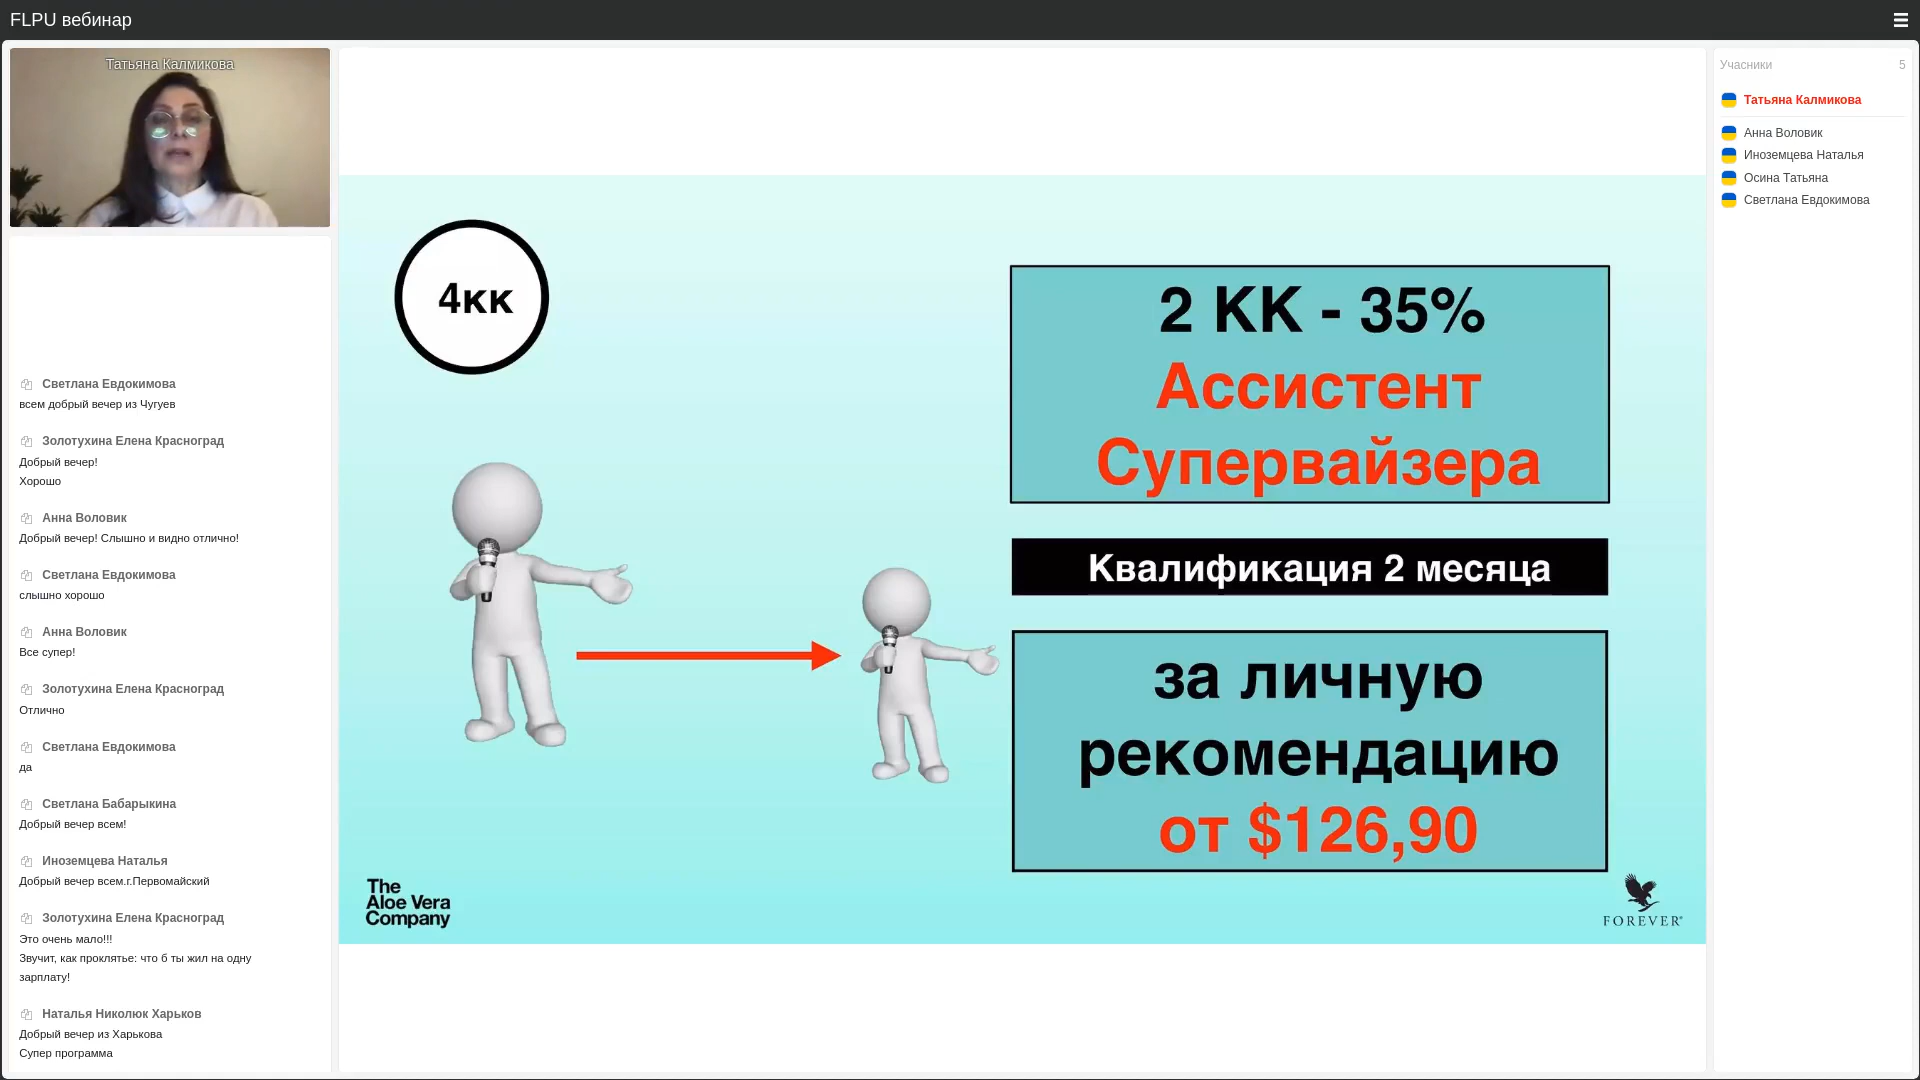 FLPU вебинар
Татьяна Калмикова
Светлана Евдокимова
всем добрый вечер из Чугуев
Золотухина Елена Красноград
Добрый вечер!
Хорошо
Анна Воловик
Добрый вечер! Слышно и видно отлично!
Светлана Евдокимова
слышно хорошо
Анна Воловик
Все супер!
Золотухина Елена Красноград
Отлично
Светлана Евдокимова
да
Светлана Бабарыкина
Добрый вечер всем!
Иноземцева Наталья
Добрый вечер всем.г.Первомайский
Золотухина Елена Красноград
Это очень мало!!!
Звучит, как проклятье: что б ты жил на одну
зарплату!
Наталья Николюк Харьков
Добрый вечер из Харькова
Супер программа
4кк
2 КК - 35%
Ассистент
Супервайзера
Квалификация 2 месяца
за личную
рекомендацию
от $126,90
The
Aloe Vera
Company
FOREVER®
Учасники 5
Татьяна Калмикова
Анна Воловик
Иноземцева Наталья
Осина Татьяна
Светлана Евдокимова